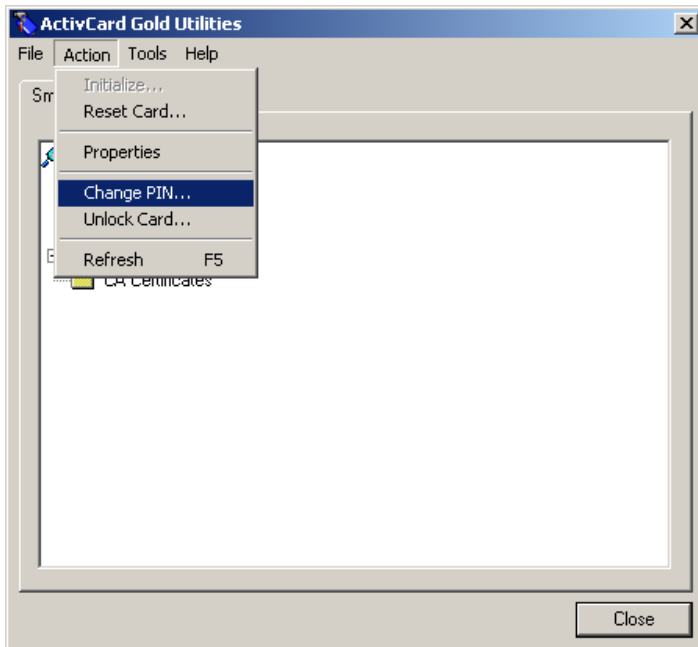 ActivCard Gold Utilities
File Action Tools Help
Initialize...
Sm
Reset Card...
Properties
Change PIN...
Unlock Card...
Refresh F5
CA Certificates
Close